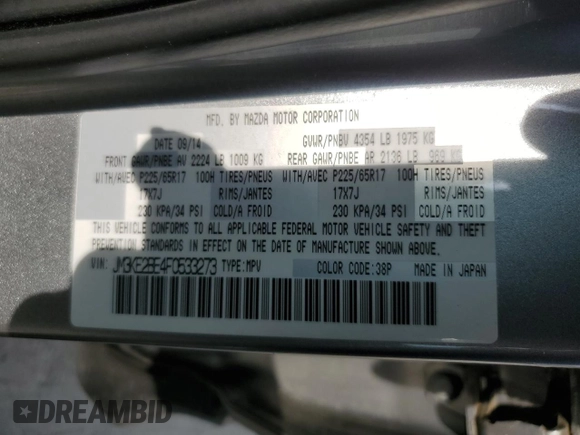 MFD. BY MAZDA MOTOR CORPORATION
DATE 09/14 GVWR/PNBV 4354 LB 1975 KG
FRONT GAWR/PNBE AV 2224 LB 1009 KG REAR GAWR/PNBE AR 2136 LB 969 KG
WITH/AVEC P225/65R17 100H TIRES/PNEUS WITH/AVEC P225/65R17 100H TIRES/PNEUS
17X7J RIMS/JANTES 17X7J RIMS/JANTES
230 KPA/34 PSI COLD/A FROID 230 KPA/34 PSI COLD/A FROID
THIS VEHICLE CONFORMS TO ALL APPLICABLE FEDERAL MOTOR VEHICLE SAFETY AND THEFT
PREVENTION STANDARDS IN EFFECT ON THE DATE OF MANUFACTURE SHOWN ABOVE.
VIN: JM3KE2BE4F0533273 TYPE:MPV COLOR CODE:38P MADE IN JAPAN
DREAMBID